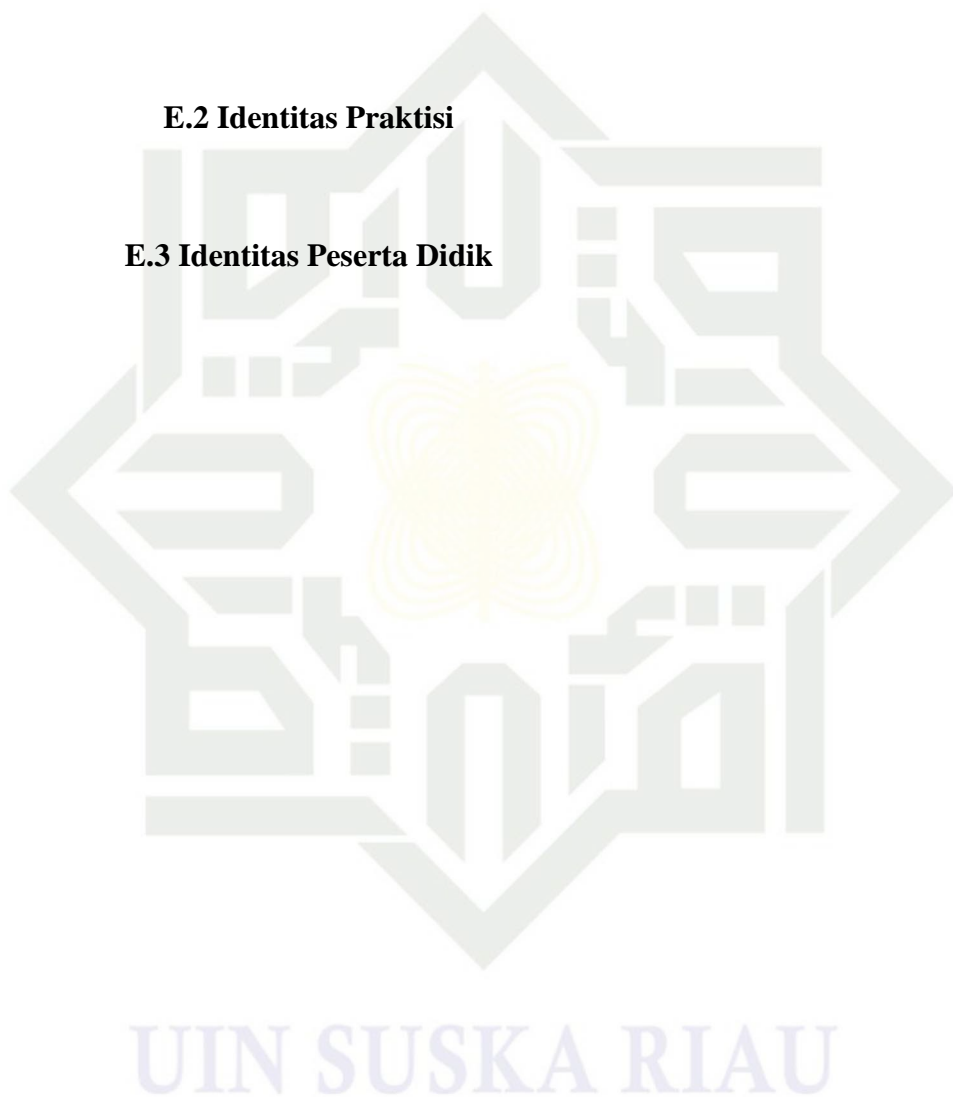 E.2 Identitas Praktisi
E.3 Identitas Peserta Didik
UIN SUSKA RIAU